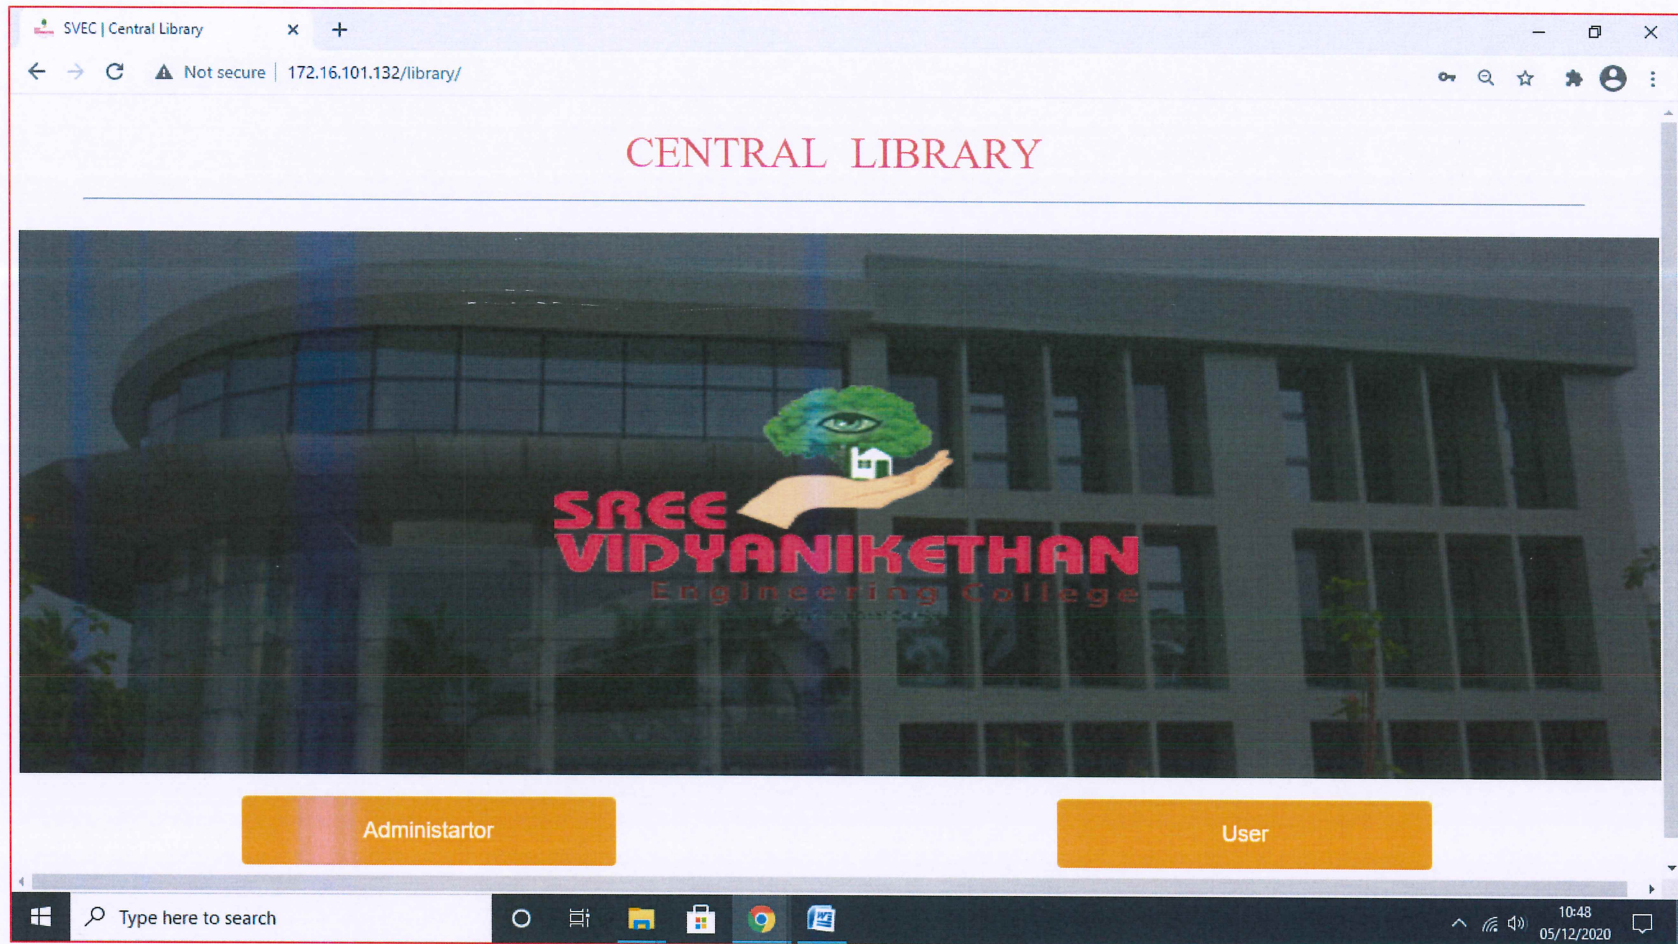 SVEC | Central Library
Not secure
172.16.101.132/library/
CENTRAL LIBRARY
SREE
VIDYANIKETHAN
Engineering College
Administartor
User
Type here to search
10:48
05/12/2020